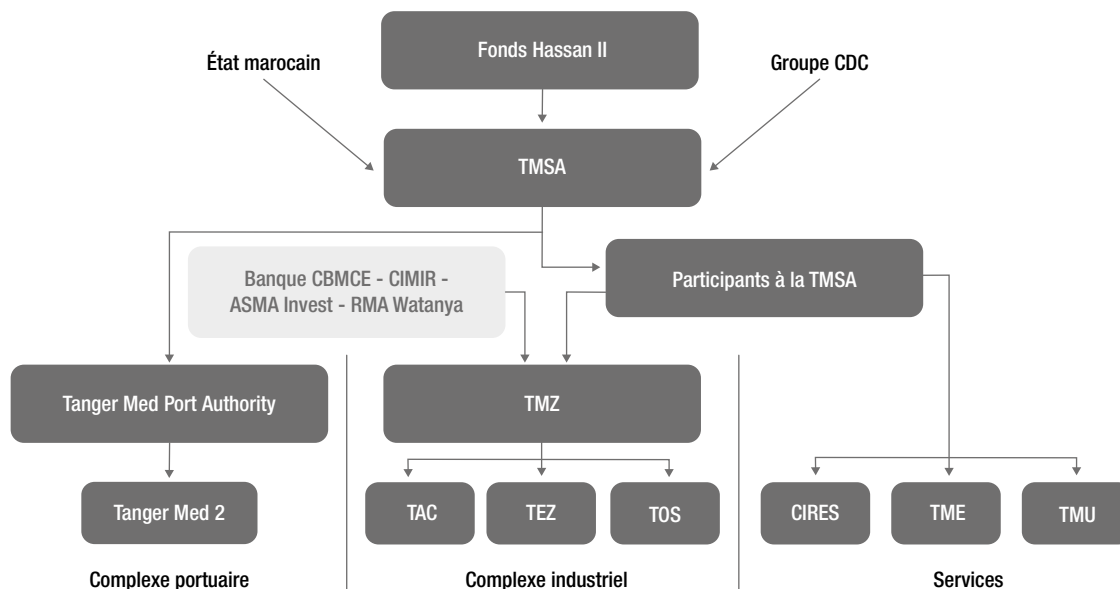 Fonds Hassan II
État marocain
Groupe CDC
TMSA
Banque CBMCE - CIMIR -
ASMA Invest - RMA Watanya
Participants à la TMSA
Tanger Med Port Authority
TMZ
Tanger Med 2
TAC
TEZ
TOS
CIRES
TME
TMU
Complexe portuaire
Complexe industriel
Services